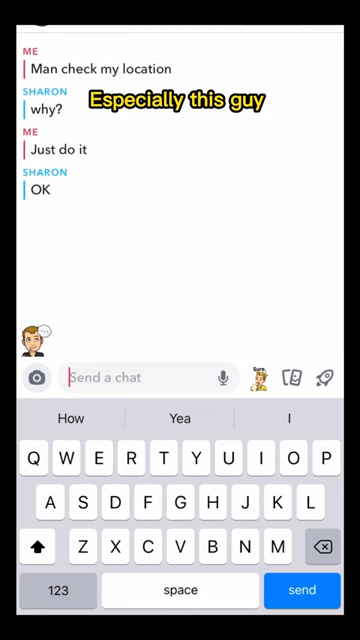 ME
Man check my location
SHARON
why?
Especially this guy
ME
Just do it
SHARON
OK
Send a chat
Sure.
How Yea I
Q W E R T Y U I O P
A S D F G H J K L
Z X C V B N M
123 space send